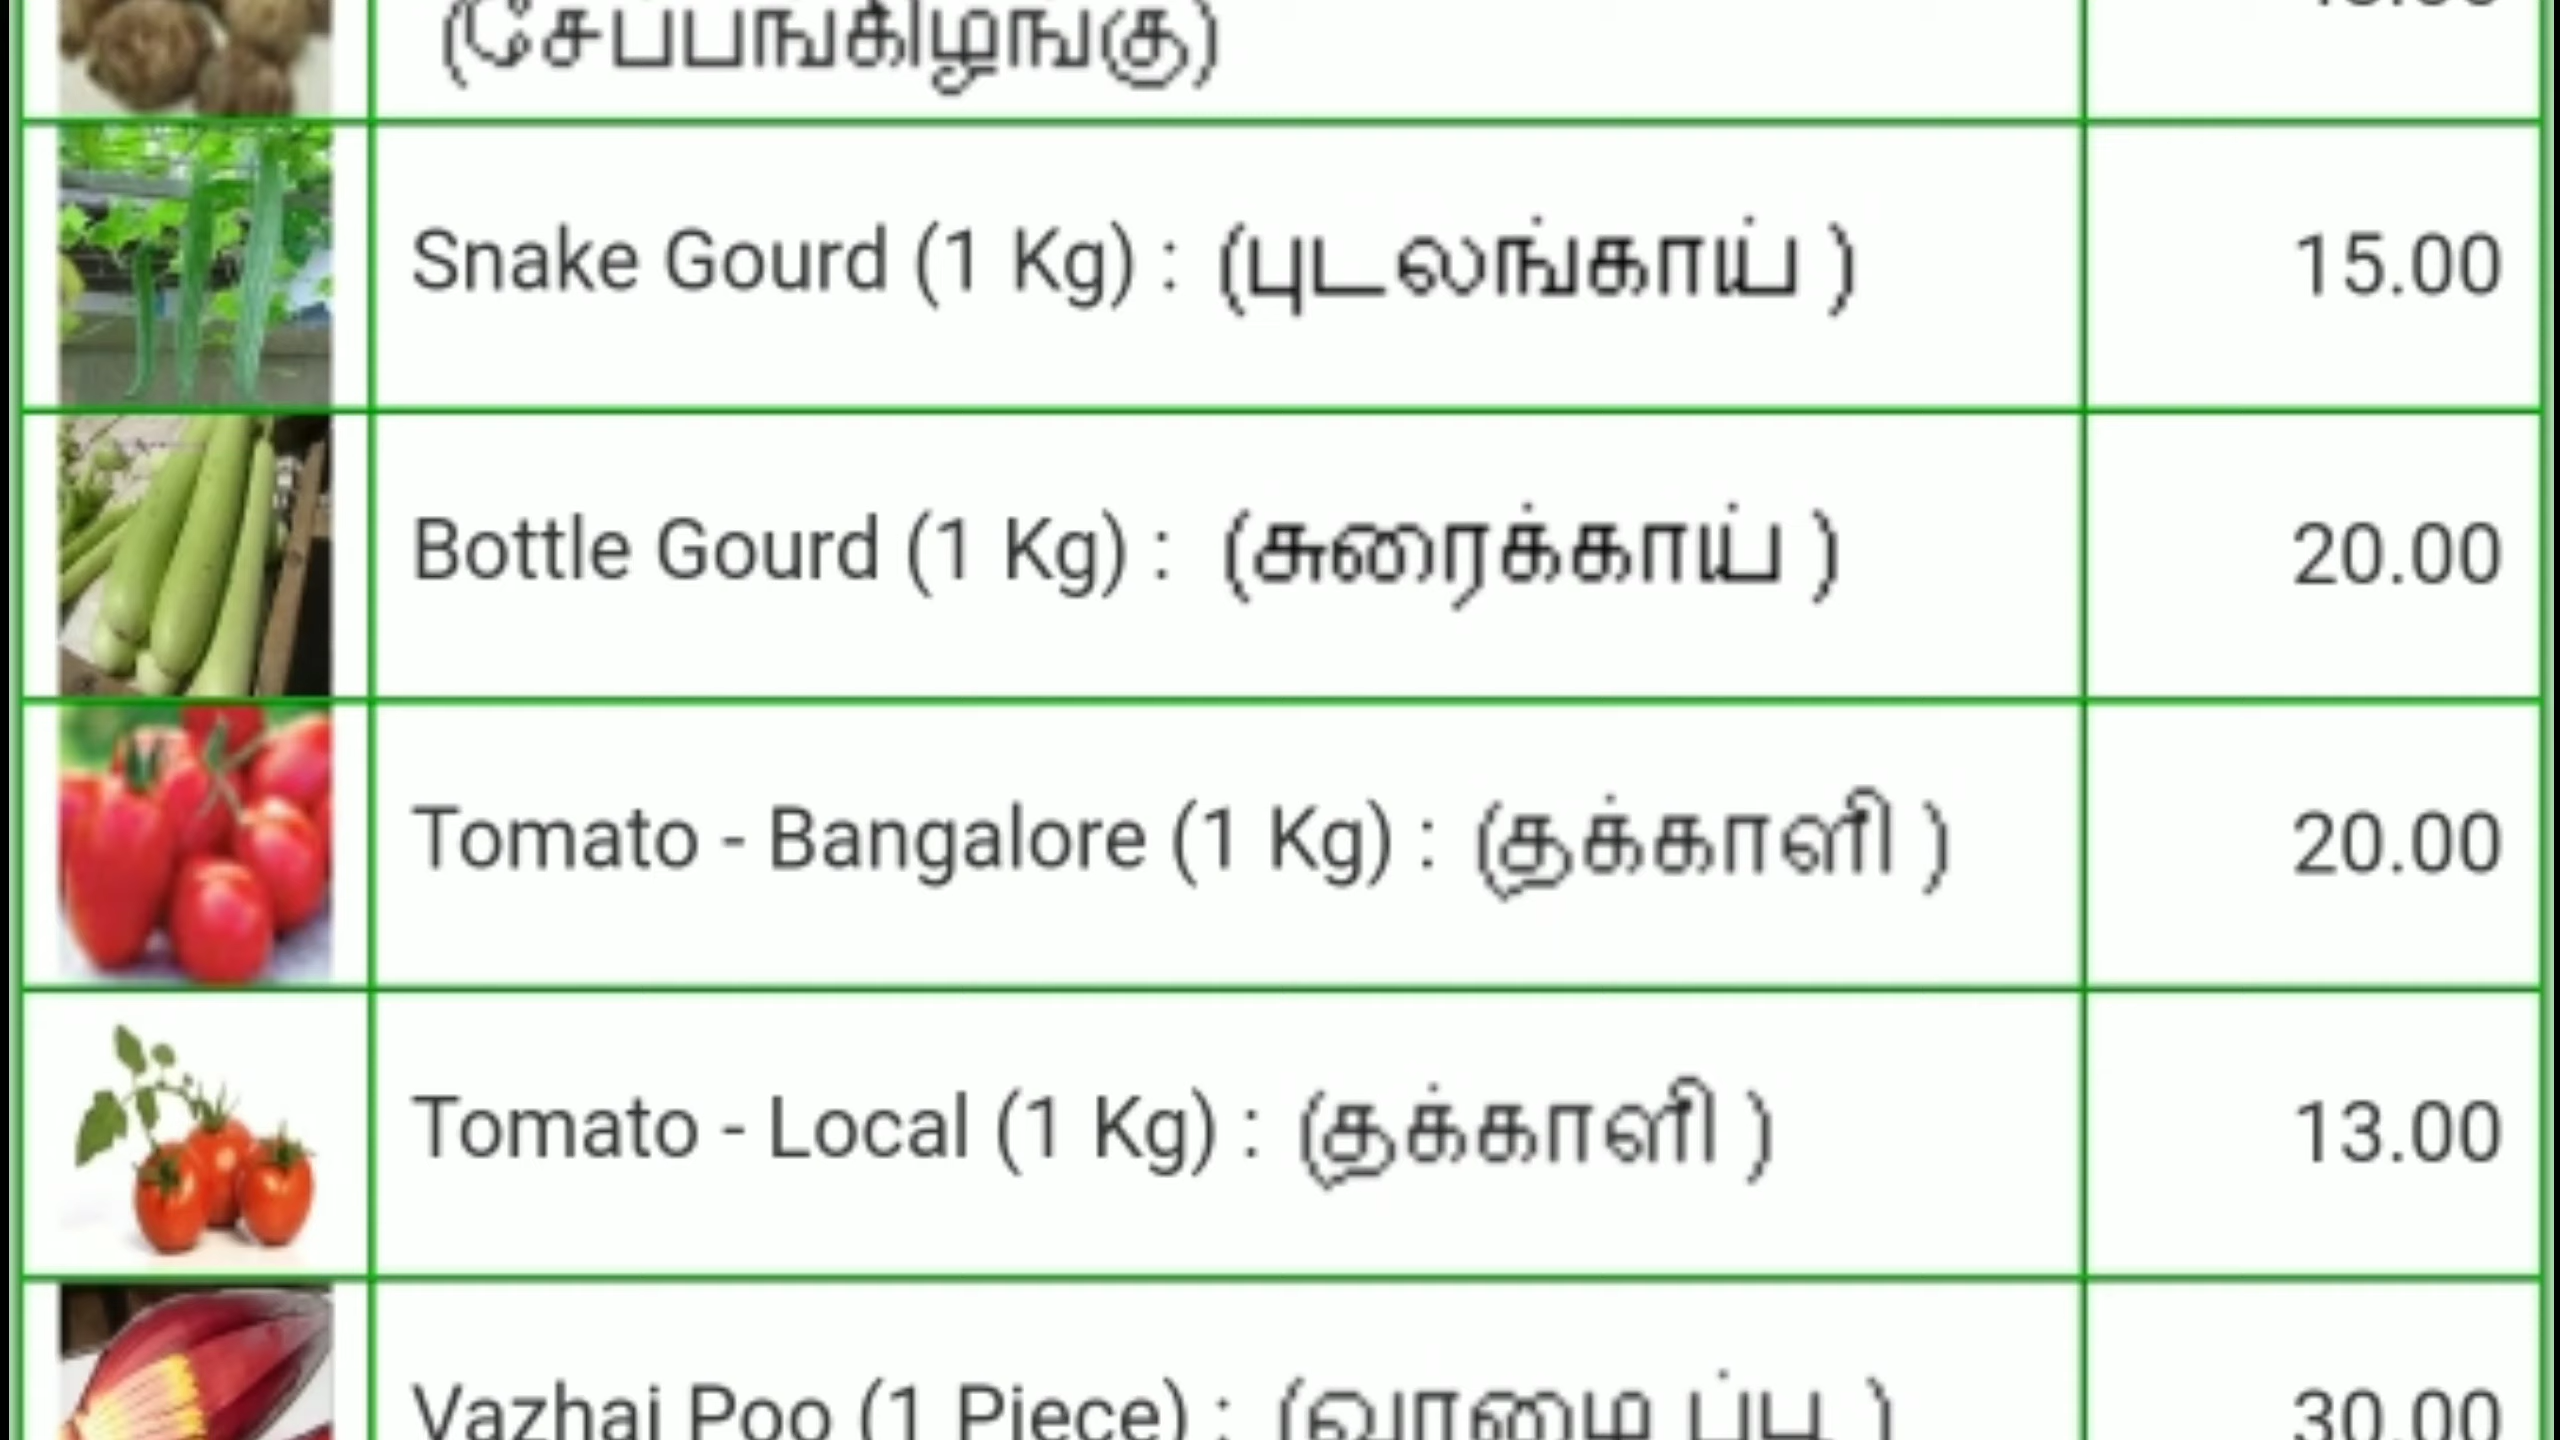 (சேப்பங்கிழங்கு)
Snake Gourd (1 Kg) : (புடலங்காய் ) 15.00
Bottle Gourd (1 Kg) : (சுரைக்காய் ) 20.00
Tomato - Bangalore (1 Kg) : (தக்காளி ) 20.00
Tomato - Local (1 Kg) : (தக்காளி ) 13.00
Vazhai Poo (1 Piece) : (வாழை ப்பூ ) 30.00